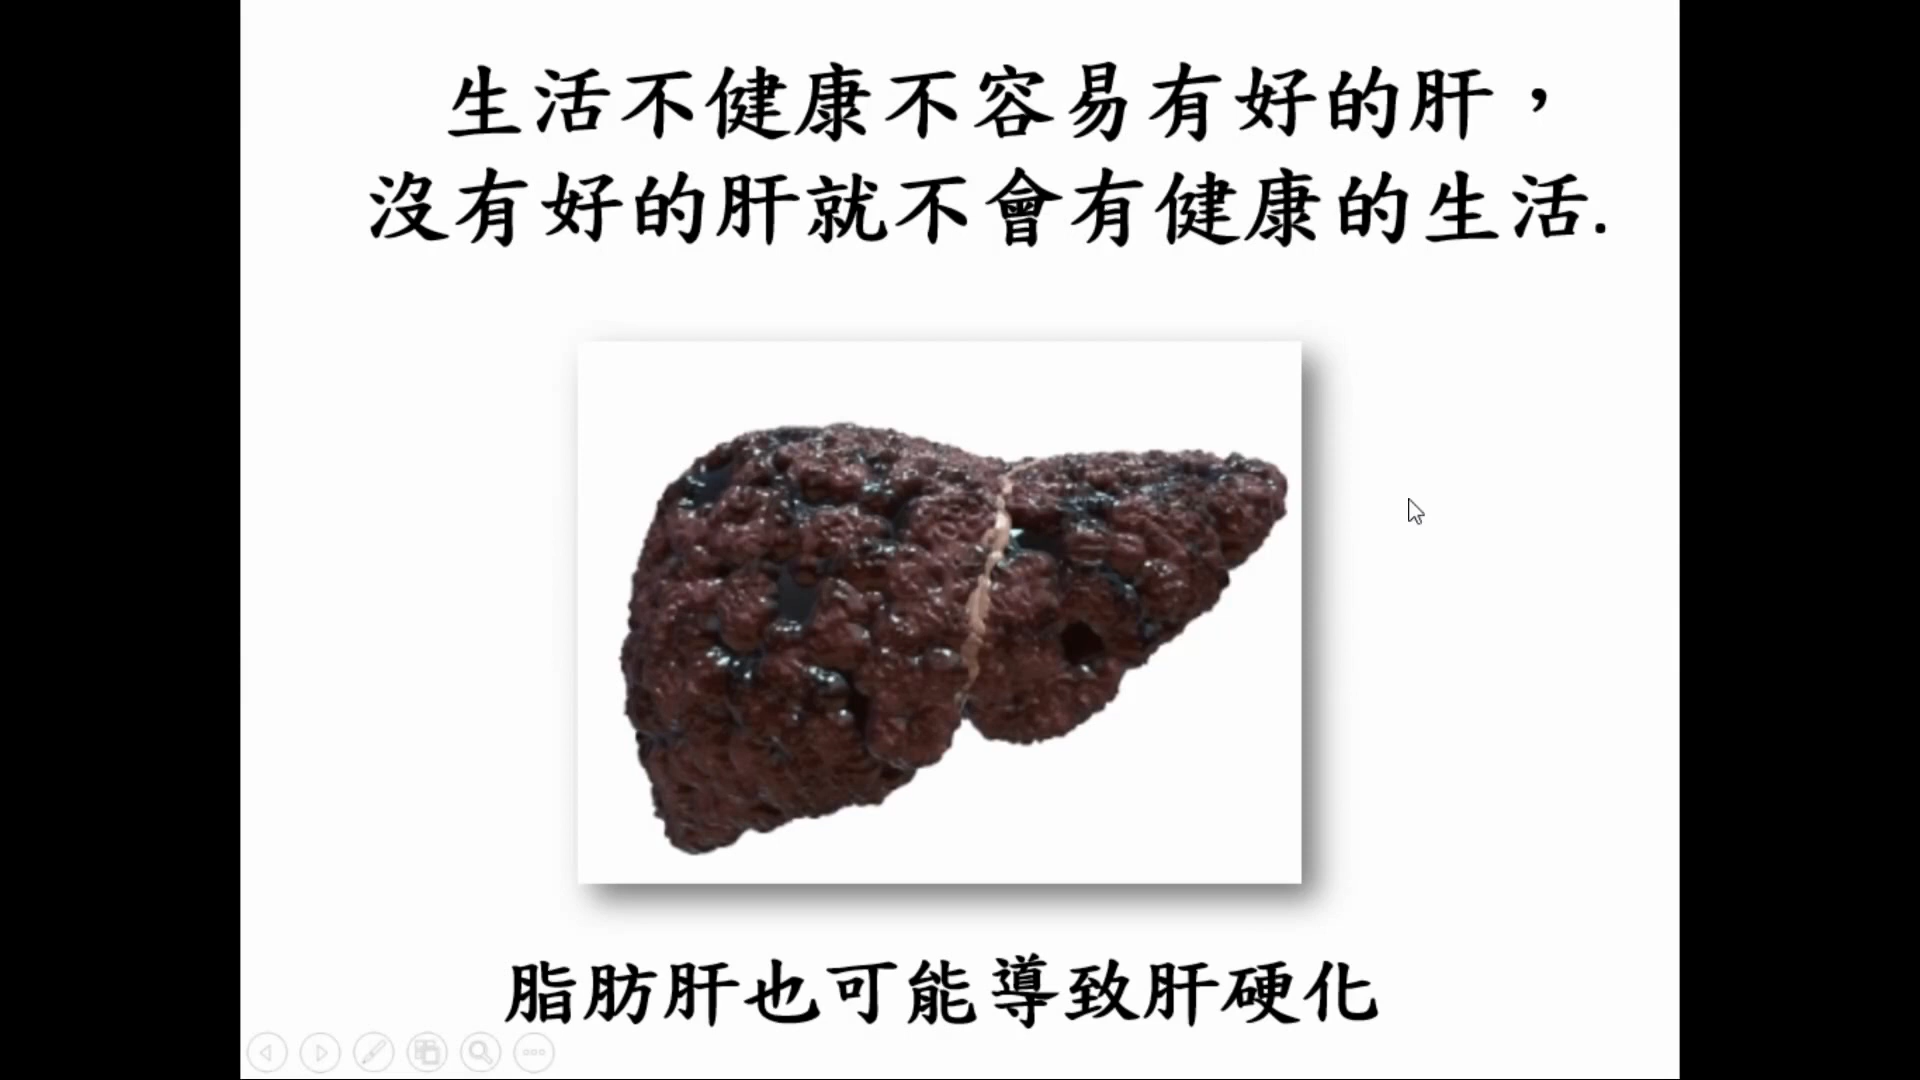 生活不健康不容易有好的肝，
沒有好的肝就不會有健康的生活.
脂肪肝也可能導致肝硬化